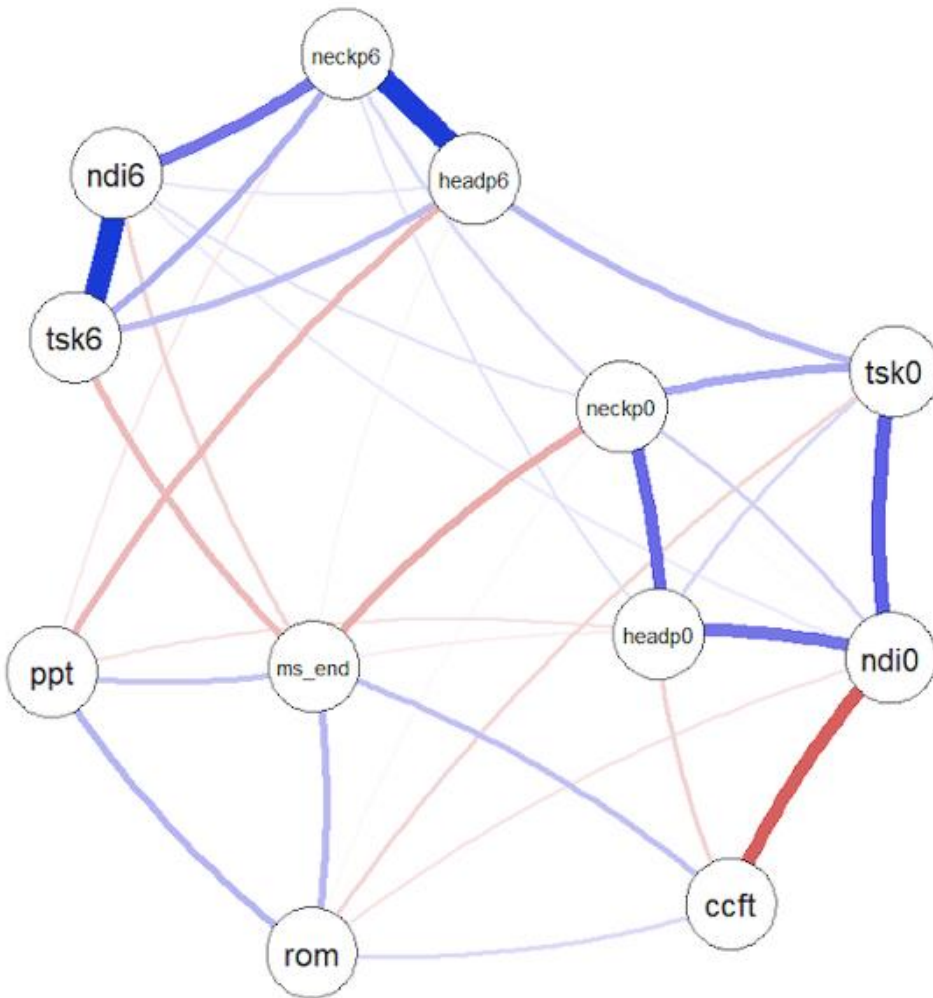 neckp6
ndi6
headp6
tsk6
tsk0
neckp0
headp0
ndi0
ppt
ms_end
ccft
rom